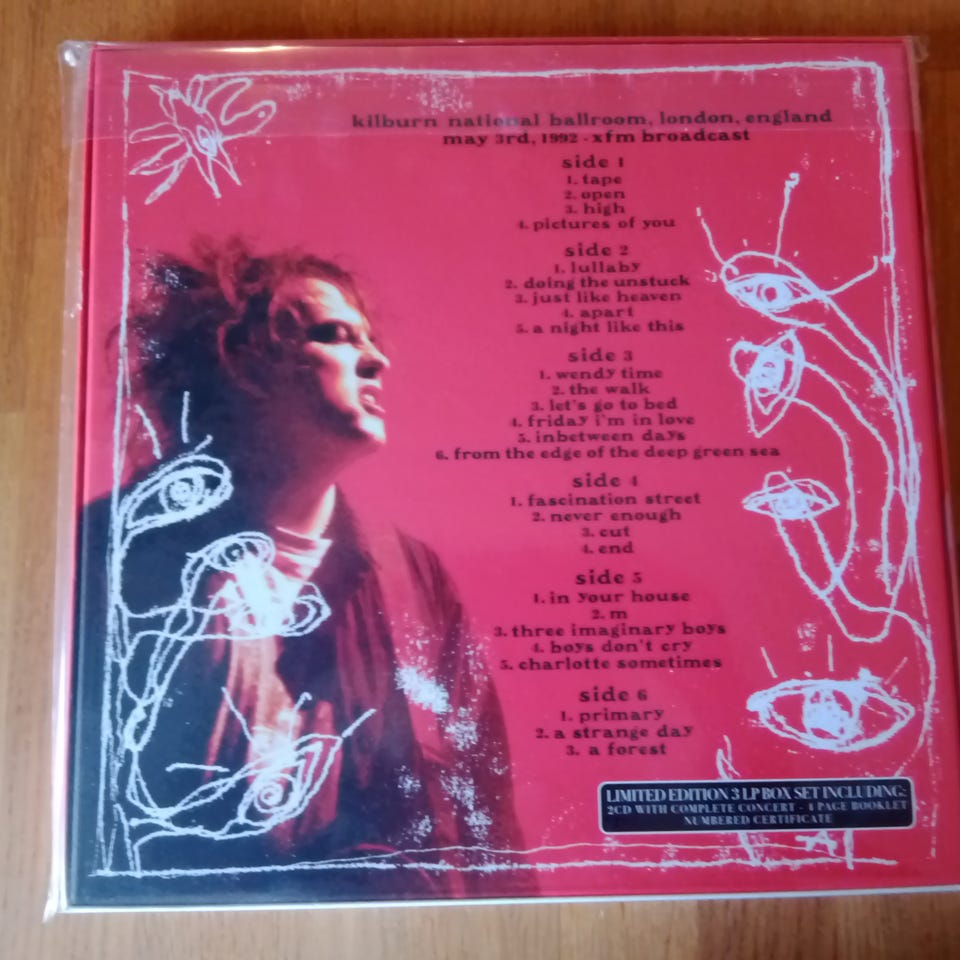 kilburn national ballroom, london, england
may 3rd, 1992 - xfm broadcast
side 1
1. tape
2. open
3. high
4. pictures of you
side 2
1. lullaby
2. doing the unstuck
3. just like heaven
4. apart
5. a night like this
side 3
1. wendy time
2. the walk
3. let's go to bed
4. friday i'm in love
5. inbetween days
6. from the edge of the deep green sea
side 4
1. fascination street
2. never enough
3. cut
4. end
side 5
1. in your house
2. m
3. three imaginary boys
4. boys don't cry
5. charlotte sometimes
side 6
1. primary
2. a strange day
3. a forest
LIMITED EDITION 3 LP BOX SET INCLUDING:
2CD WITH COMPLETE CONCERT - 4 PAGE BOOKLET
NUMBERED CERTIFICATE